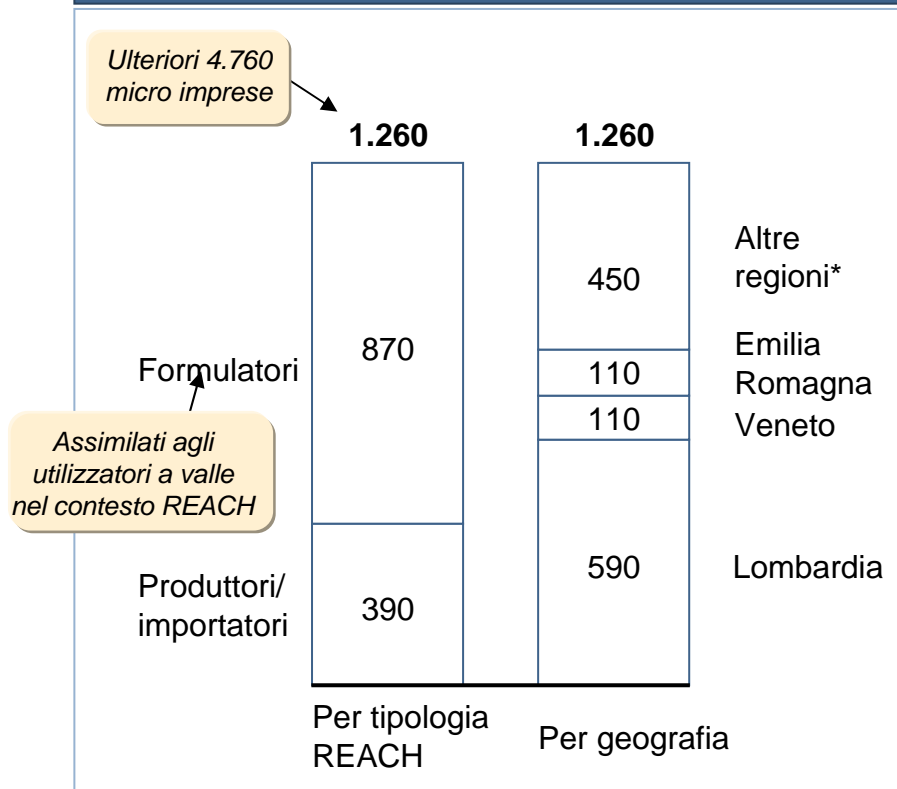 Ulteriori 4.760
micro imprese
1.260
1.260
Altre
regioni*
450
870
Formulatori
Emilia
Romagna
110
110
Veneto
Assimilati agli
utilizzatori a valle
nel contesto REACH
590
Lombardia
Produttori/
importatori
390
Per tipologia
REACH
Per geografia